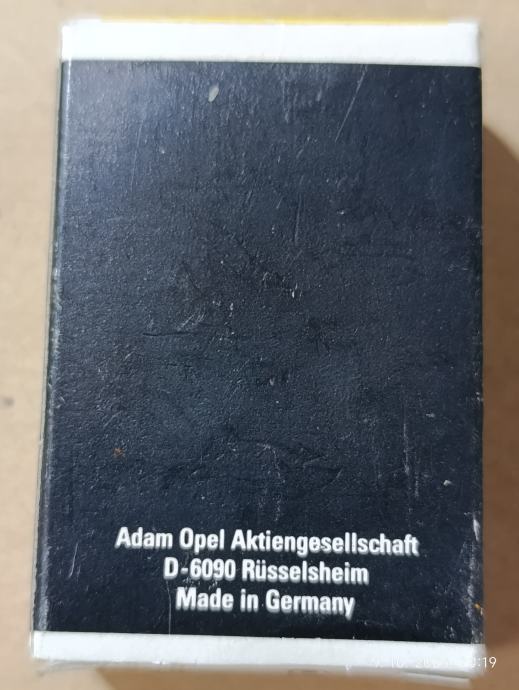 Adam Opel Aktiengesellschaft
D-6090 Rüsselsheim
Made in Germany